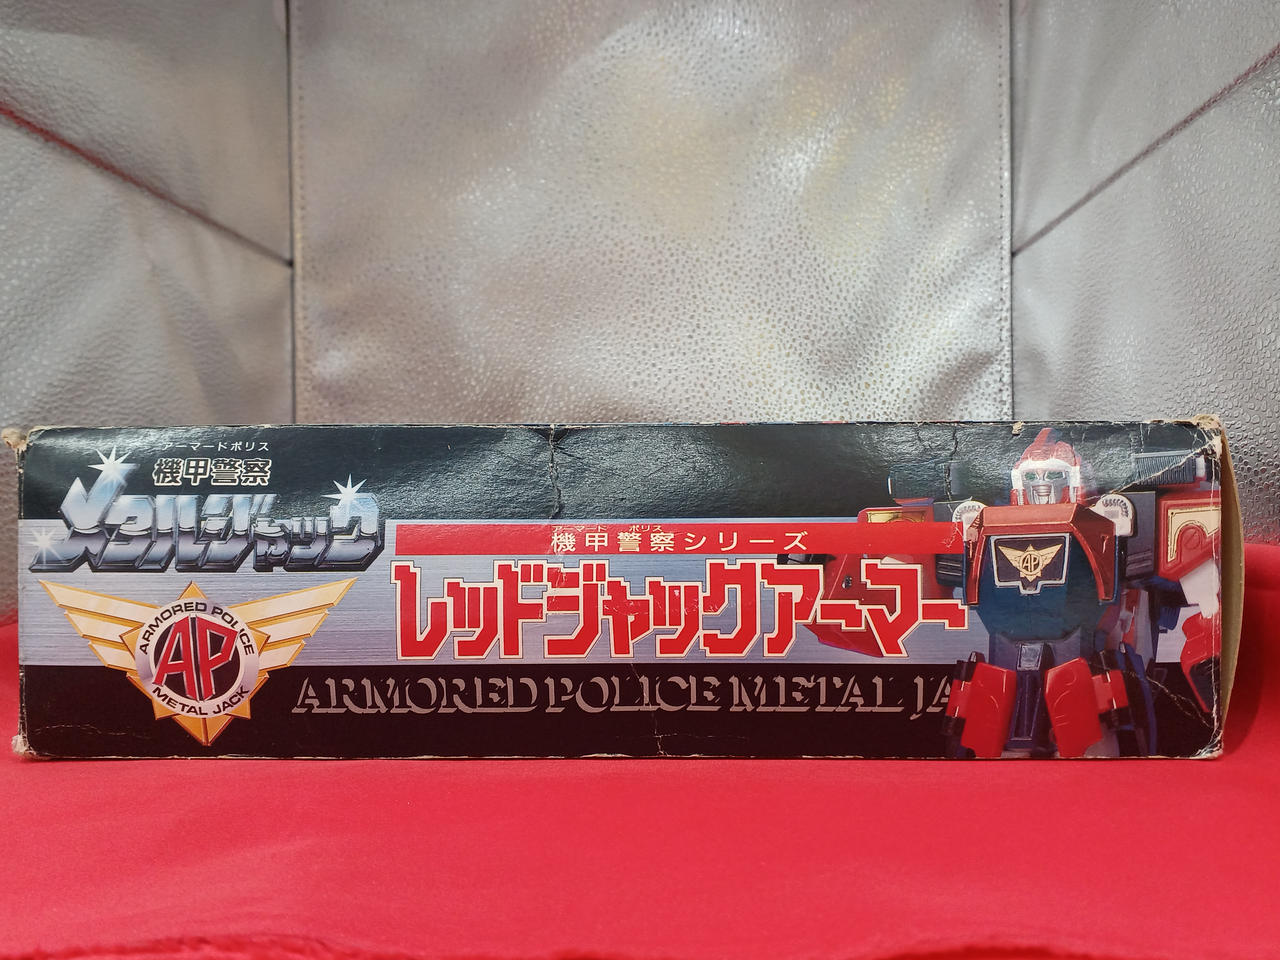 アーマードポリス
機甲警察
メタルジャック
ARMORED POLICE
AP
METAL JACK
アーマード ポリス
機甲警察シリーズ
レッドジャックアーマー
ARMORED POLICE METAL JA
AP